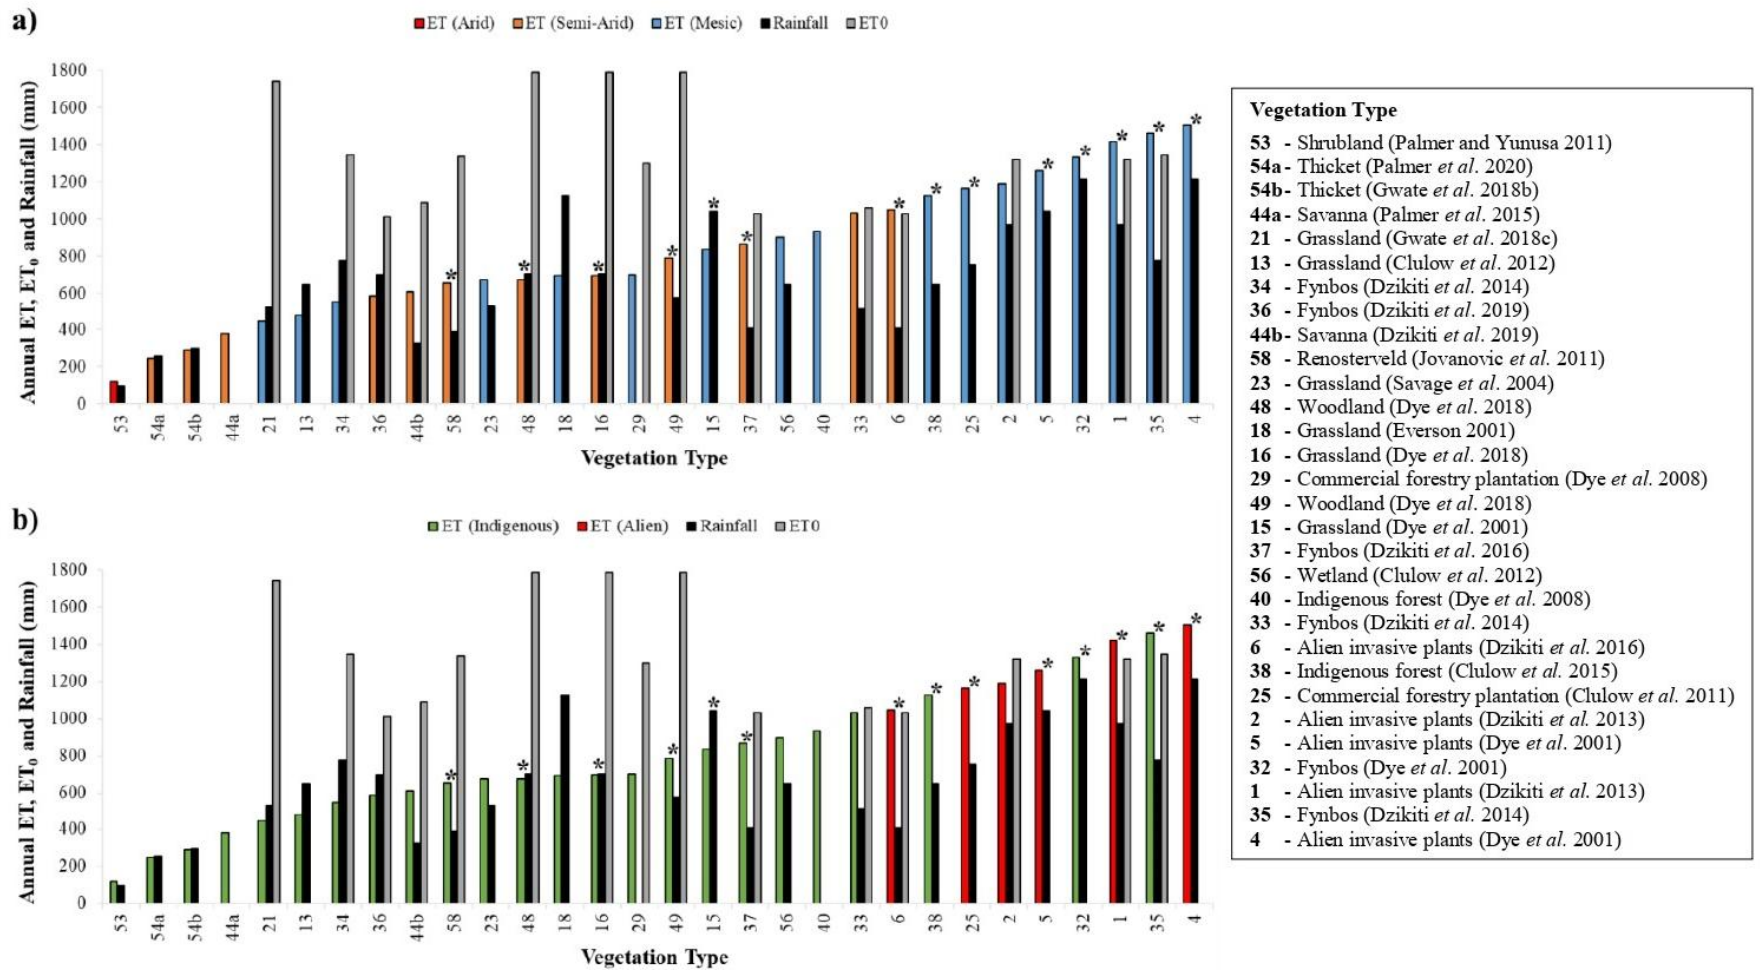 a)
ET (Arid) ET (Semi-Arid) ET (Mesic) Rainfall ET0
Annual ET, ET0 and Rainfall (mm)
1800
1600
1400
1200
1000
800
600
400
200
0
53 54a 54b 44a 21 13 34 36 44b 58 23 48 18 16 29 49 15 37 56 40 33 6 38 25 2 5 32 1 35 4
* * * * * * * * * * * * * *
Vegetation Type
b)
ET (Indigenous) ET (Alien) Rainfall ET0
Annual ET, ET0 and Rainfall (mm)
1800
1600
1400
1200
1000
800
600
400
200
0
53 54a 54b 44a 21 13 34 36 44b 58 23 48 18 16 29 49 15 37 56 40 33 6 38 25 2 5 32 1 35 4
* * * * * * * * * * * * * *
Vegetation Type
Vegetation Type
53 - Shrubland (Palmer and Yunusa 2011)
54a - Thicket (Palmer et al. 2020)
54b - Thicket (Gwate et al. 2018b)
44a - Savanna (Palmer et al. 2015)
21 - Grassland (Gwate et al. 2018c)
13 - Grassland (Clulow et al. 2012)
34 - Fynbos (Dzikiti et al. 2014)
36 - Fynbos (Dzikiti et al. 2019)
44b - Savanna (Dzikiti et al. 2019)
58 - Renosterveld (Jovanovic et al. 2011)
23 - Grassland (Savage et al. 2004)
48 - Woodland (Dye et al. 2018)
18 - Grassland (Everson 2001)
16 - Grassland (Dye et al. 2018)
29 - Commercial forestry plantation (Dye et al. 2008)
49 - Woodland (Dye et al. 2018)
15 - Grassland (Dye et al. 2001)
37 - Fynbos (Dzikiti et al. 2016)
56 - Wetland (Clulow et al. 2012)
40 - Indigenous forest (Dye et al. 2008)
33 - Fynbos (Dzikiti et al. 2014)
6 - Alien invasive plants (Dzikiti et al. 2016)
38 - Indigenous forest (Clulow et al. 2015)
25 - Commercial forestry plantation (Clulow et al. 2011)
2 - Alien invasive plants (Dzikiti et al. 2013)
5 - Alien invasive plants (Dye et al. 2001)
32 - Fynbos (Dye et al. 2001)
1 - Alien invasive plants (Dzikiti et al. 2013)
35 - Fynbos (Dzikiti et al. 2014)
4 - Alien invasive plants (Dye et al. 2001)